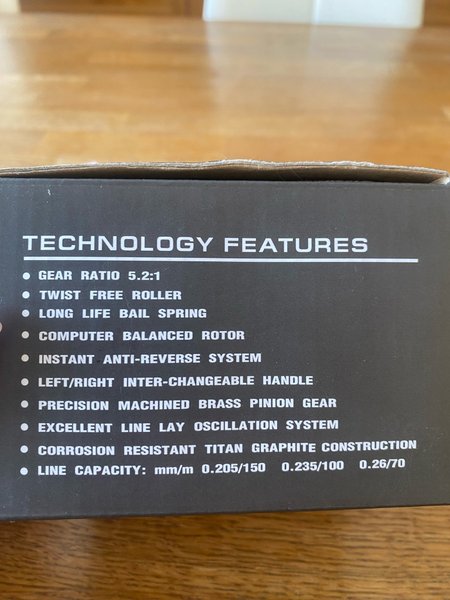 TECHNOLOGY FEATURES
• GEAR RATIO 5.2:1
• TWIST FREE ROLLER
• LONG LIFE BAIL SPRING
• COMPUTER BALANCED ROTOR
• INSTANT ANTI-REVERSE SYSTEM
• LEFT/RIGHT INTER-CHANGEABLE HANDLE
• PRECISION MACHINED BRASS PINION GEAR
• EXCELLENT LINE LAY OSCILLATION SYSTEM
• CORROSION RESISTANT TITAN GRAPHITE CONSTRUCTION
• LINE CAPACITY: mm/m 0.205/150 0.235/100 0.26/70